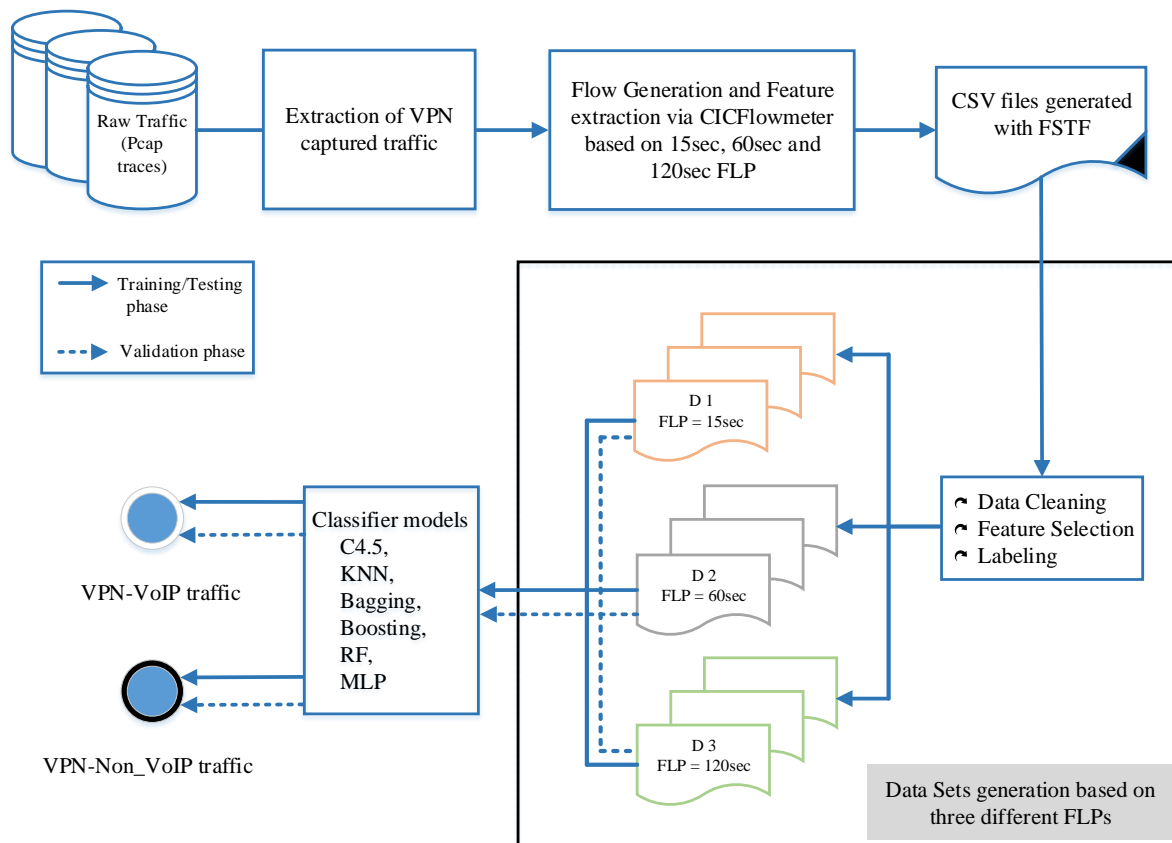 Raw Traffic
(Pcap
traces)
Extraction of VPN
captured traffic
Flow Generation and Feature
extraction via CICFlowmeter
based on 15sec, 60sec and
120sec FLP
CSV files generated
with FSTF
Training/Testing
phase
Validation phase
D 1
FLP = 15sec
D 2
FLP = 60sec
D 3
FLP = 120sec
Data Cleaning
Feature Selection
Labeling
Classifier models
C4.5,
KNN,
Bagging,
Boosting,
RF,
MLP
VPN-VoIP traffic
VPN-Non_VoIP traffic
Data Sets generation based on
three different FLPs